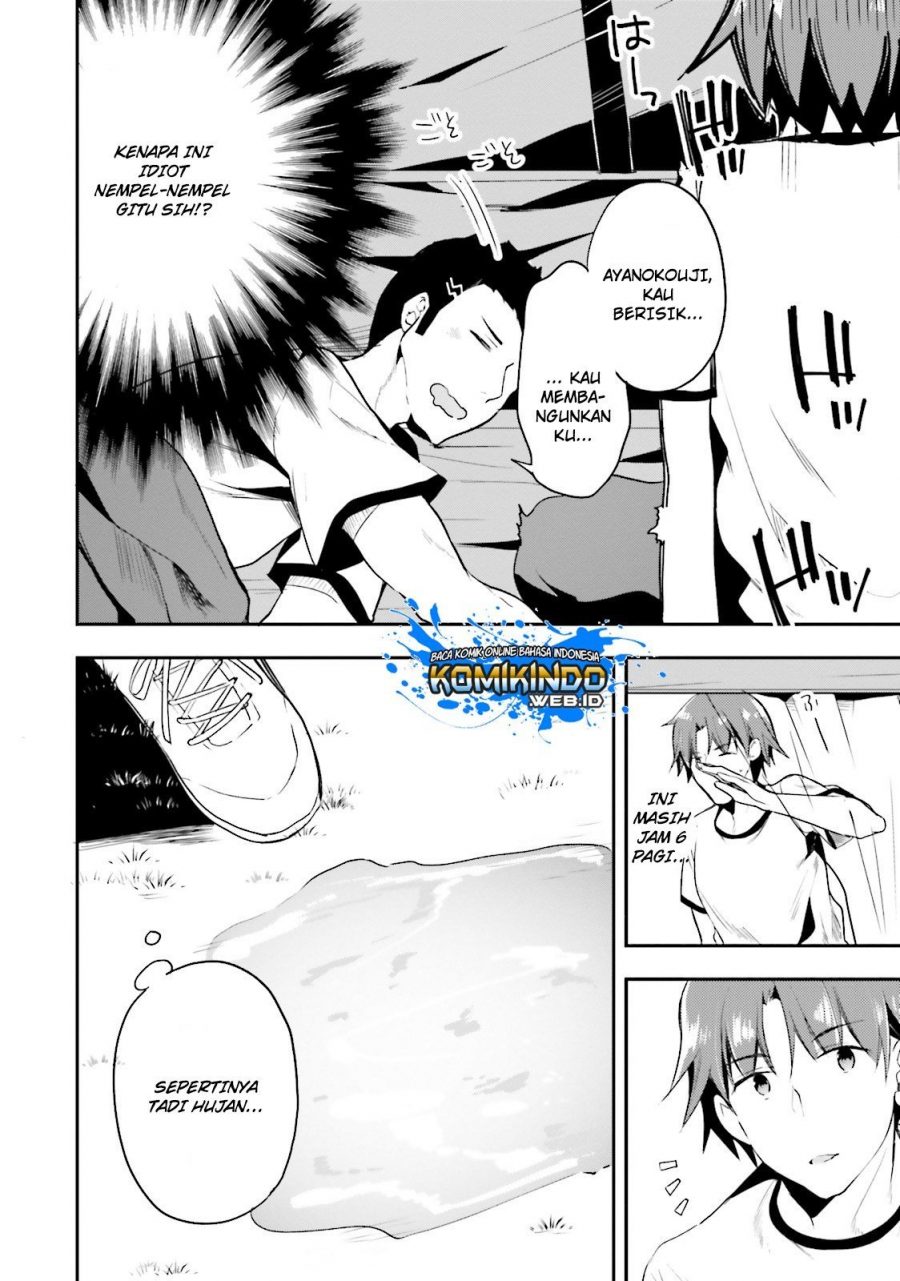 は
っ
ごそ
ごそ
KENAPA INI
IDIOT
NEMPEL-NEMPEL
GITU SIH!?
AYANOKOUJI,
KAU
BERISIK...
... KAU
MEMBA-
NGUNKAN
KU...
BACA KOMIK ONLINE BAHASA INDONESIA
KOMIKINDO
.WEB.ID
INI
MASIH
JAM 6
PAGI...
SEPERTINYA
TADI HUJAN...